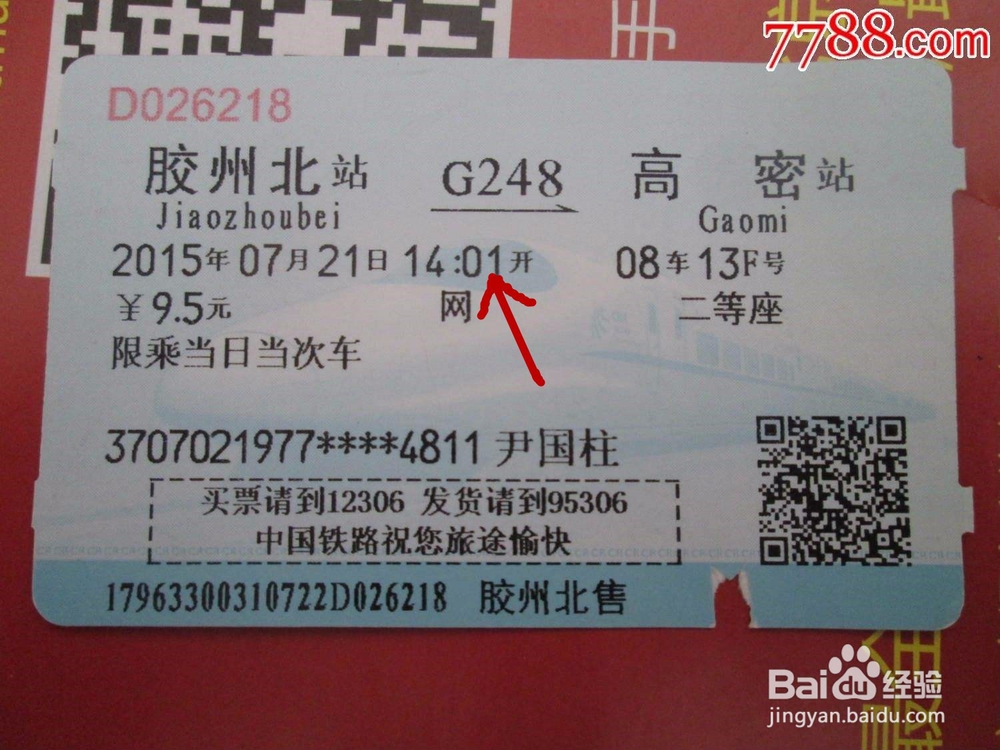 7788.com
手
D026218
胶州北站 G248 高密站
Jiaozhoubei Gaomi
2015年07月21日 14:01开 08车13F号
￥9.5元 网 二等座
限乘当日当次车
3707021977****4811 尹国柱
买票请到12306 发货请到95306
中国铁路祝您旅途愉快
17963300310722D026218 胶州北售
Baidu经验
jingyan.baidu.com